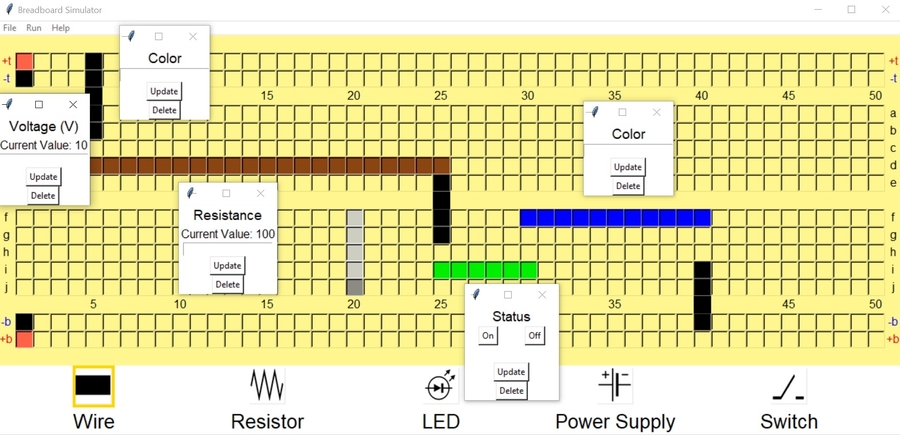 Breadboard Simulator
File Run Help
+t +t
-t -t
15 20 25 30 35 40 45 50
a
b
c
d
e
f f
g g
h h
i i
j j
5 10 15 25 35 45 50
-b -b
+b +b
Color
Update
Delete
Voltage (V)
Current Value: 10
Update
Delete
Color
Update
Delete
Resistance
Current Value: 100
Update
Delete
Status
On Off
Update
Delete
Wire Resistor LED Power Supply Switch